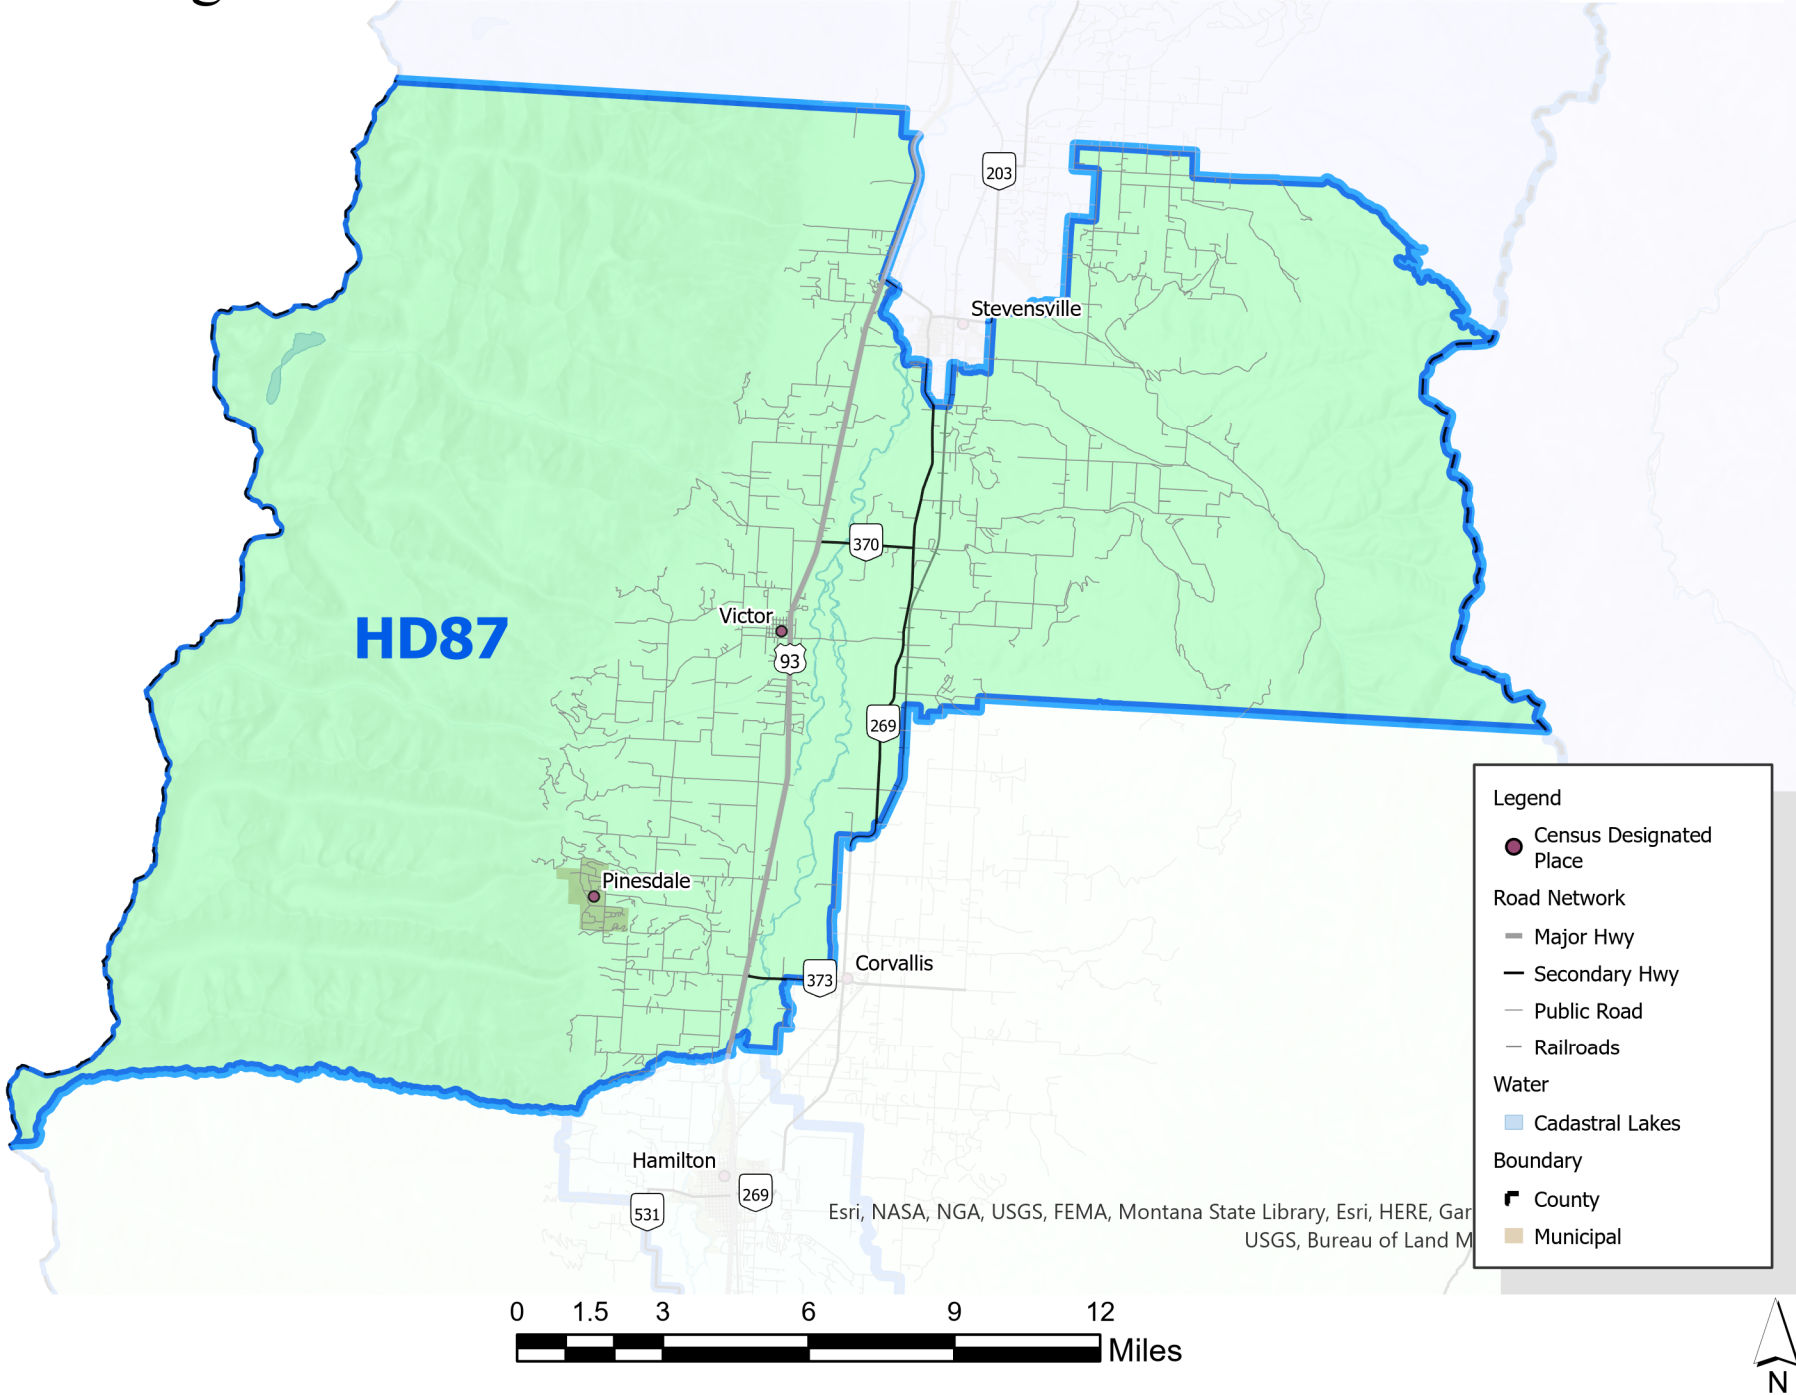 203
Stevensville
370
Victor
HD87
93
269
Pinesdale
Corvallis
373
Hamilton
269
531
Esri, NASA, NGA, USGS, FEMA, Montana State Library, Esri, HERE, Gar
USGS, Bureau of Land M
Legend
Census Designated
Place
Road Network
Major Hwy
Secondary Hwy
Public Road
Railroads
Water
Cadastral Lakes
Boundary
County
Municipal
0 1.5 3 6 9 12
Miles
N